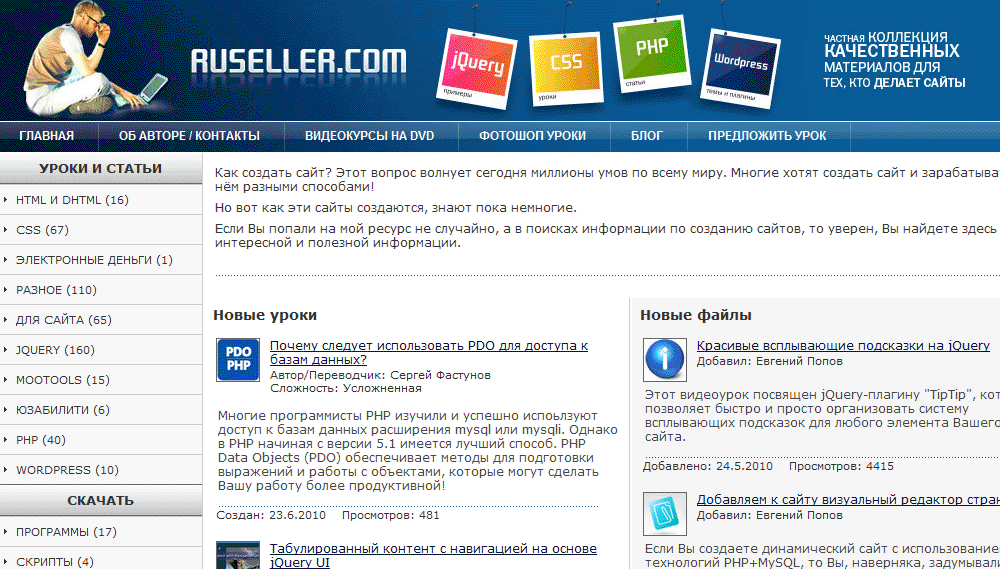 RUSELLER.COM
jQuery
примеры
CSS
уроки
PHP
статьи
Wordpress
темы и плагины
ЧАСТНАЯ КОЛЛЕКЦИЯ
КАЧЕСТВЕННЫХ
МАТЕРИАЛОВ ДЛЯ
ТЕХ, КТО ДЕЛАЕТ САЙТЫ
ГЛАВНАЯ
ОБ АВТОРЕ / КОНТАКТЫ
ВИДЕОКУРСЫ НА DVD
ФОТОШОП УРОКИ
БЛОГ
ПРЕДЛОЖИТЬ УРОК
УРОКИ И СТАТЬИ
HTML И DHTML (16)
CSS (67)
ЭЛЕКТРОННЫЕ ДЕНЬГИ (1)
РАЗНОЕ (110)
ДЛЯ САЙТА (65)
JQUERY (160)
MOOTOOLS (15)
ЮЗАБИЛИТИ (6)
PHP (40)
WORDPRESS (10)
СКАЧАТЬ
ПРОГРАММЫ (17)
СКРИПТЫ (4)
Как создать сайт? Этот вопрос волнует сегодня миллионы умов по всему миру. Многие хотят создать сайт и зарабатыва
нём разными способами!
Но вот как эти сайты создаются, знают пока немногие.
Если Вы попали на мой ресурс не случайно, а в поисках информации по созданию сайтов, то уверен, Вы найдете здесь
интересной и полезной информации.
Новые уроки
PDO
PHP
Почему следует использовать PDO для доступа к
базам данных?
Автор/Переводчик: Сергей Фастунов
Сложность: Усложненная
Многие программисты PHP изучили и успешно испоьлзуют
доступ к базам данных расширения mysql или mysqli. Однако
в PHP начиная с версии 5.1 имеется лучший способ. PHP
Data Objects (PDO) обеспечивает методы для подготовки
выражений и работы с объектами, которые могут сделать
Вашу работу более продуктивной!
Создан: 23.6.2010 Просмотров: 481
Табулированный контент с навигацией на основе
jQuery UI
Новые файлы
Красивые всплывающие подсказки на jQuery
Добавил: Евгений Попов
Этот видеоурок посвящен jQuery-плагину "TipTip", кот
позволяет быстро и просто организовать систему
всплывающих подсказок для любого элемента Вашего
сайта.
Добавлено: 24.5.2010 Просмотров: 4415
Добавляем к сайту визуальный редактор стран
Добавил: Евгений Попов
Если Вы создаете динамический сайт с использование
технологий PHP+MySQL, то Вы, наверняка, задумывали